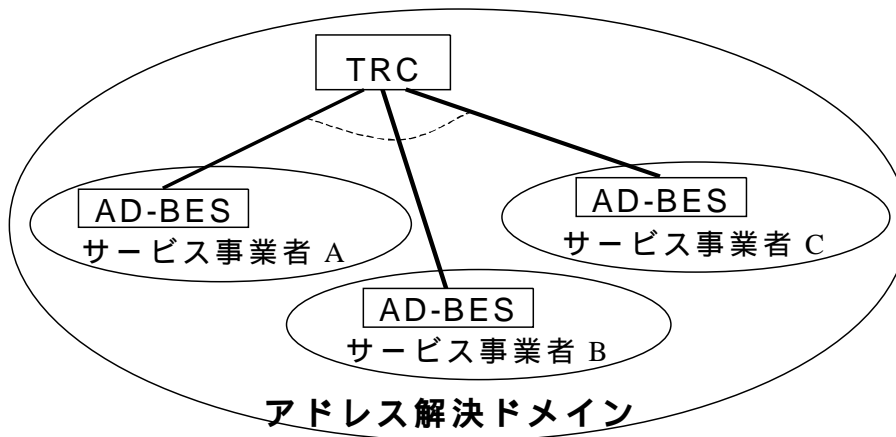 TRC
AD-BES
サービス事業者 A
AD-BES
サービス事業者 C
AD-BES
サービス事業者 B
アドレス解決ドメイン